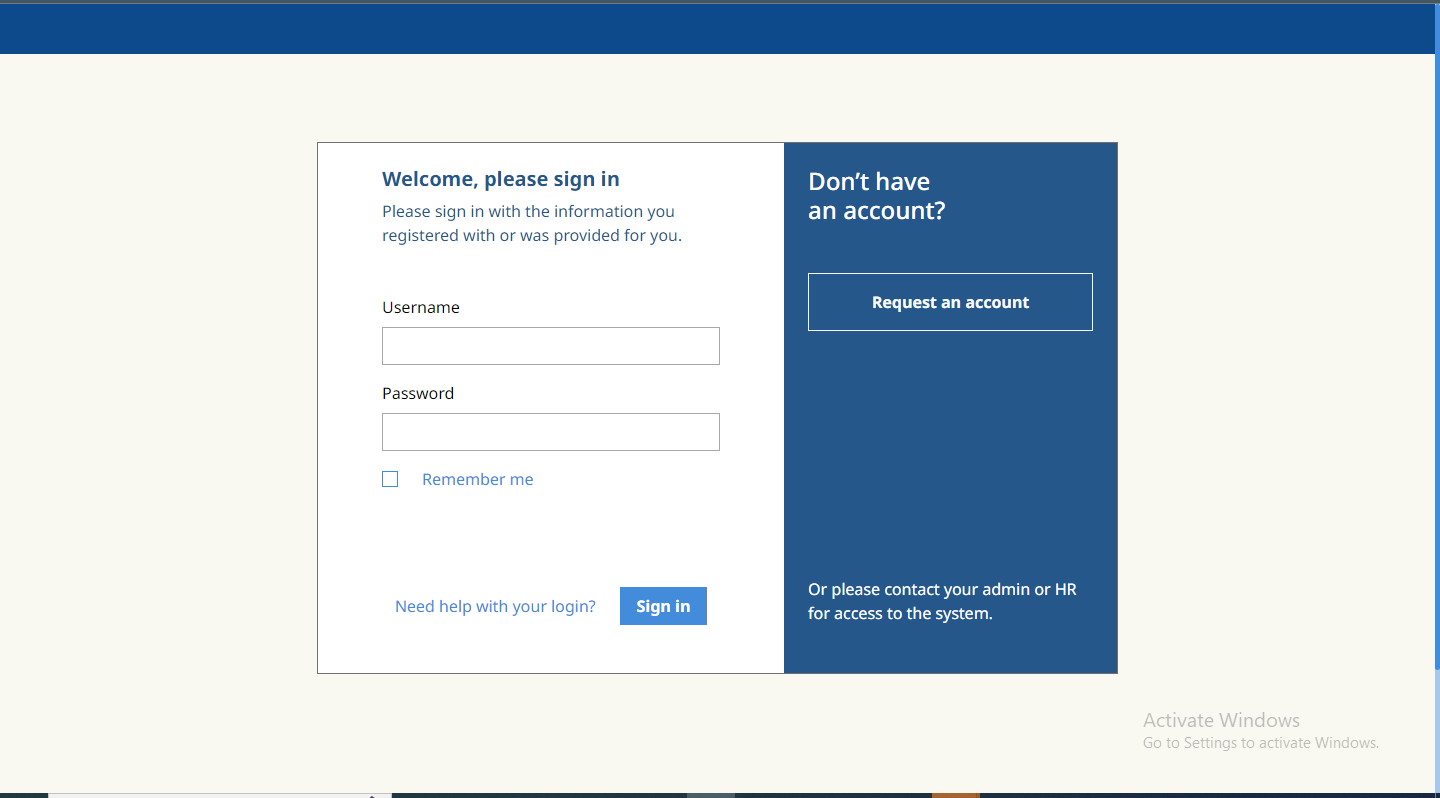 Welcome, please sign in
Please sign in with the information you
registered with or was provided for you.
Username
Password
Remember me
Need help with your login?
Sign in
Don’t have
an account?
Request an account
Or please contact your admin or HR
for access to the system.
Activate Windows
Go to Settings to activate Windows.